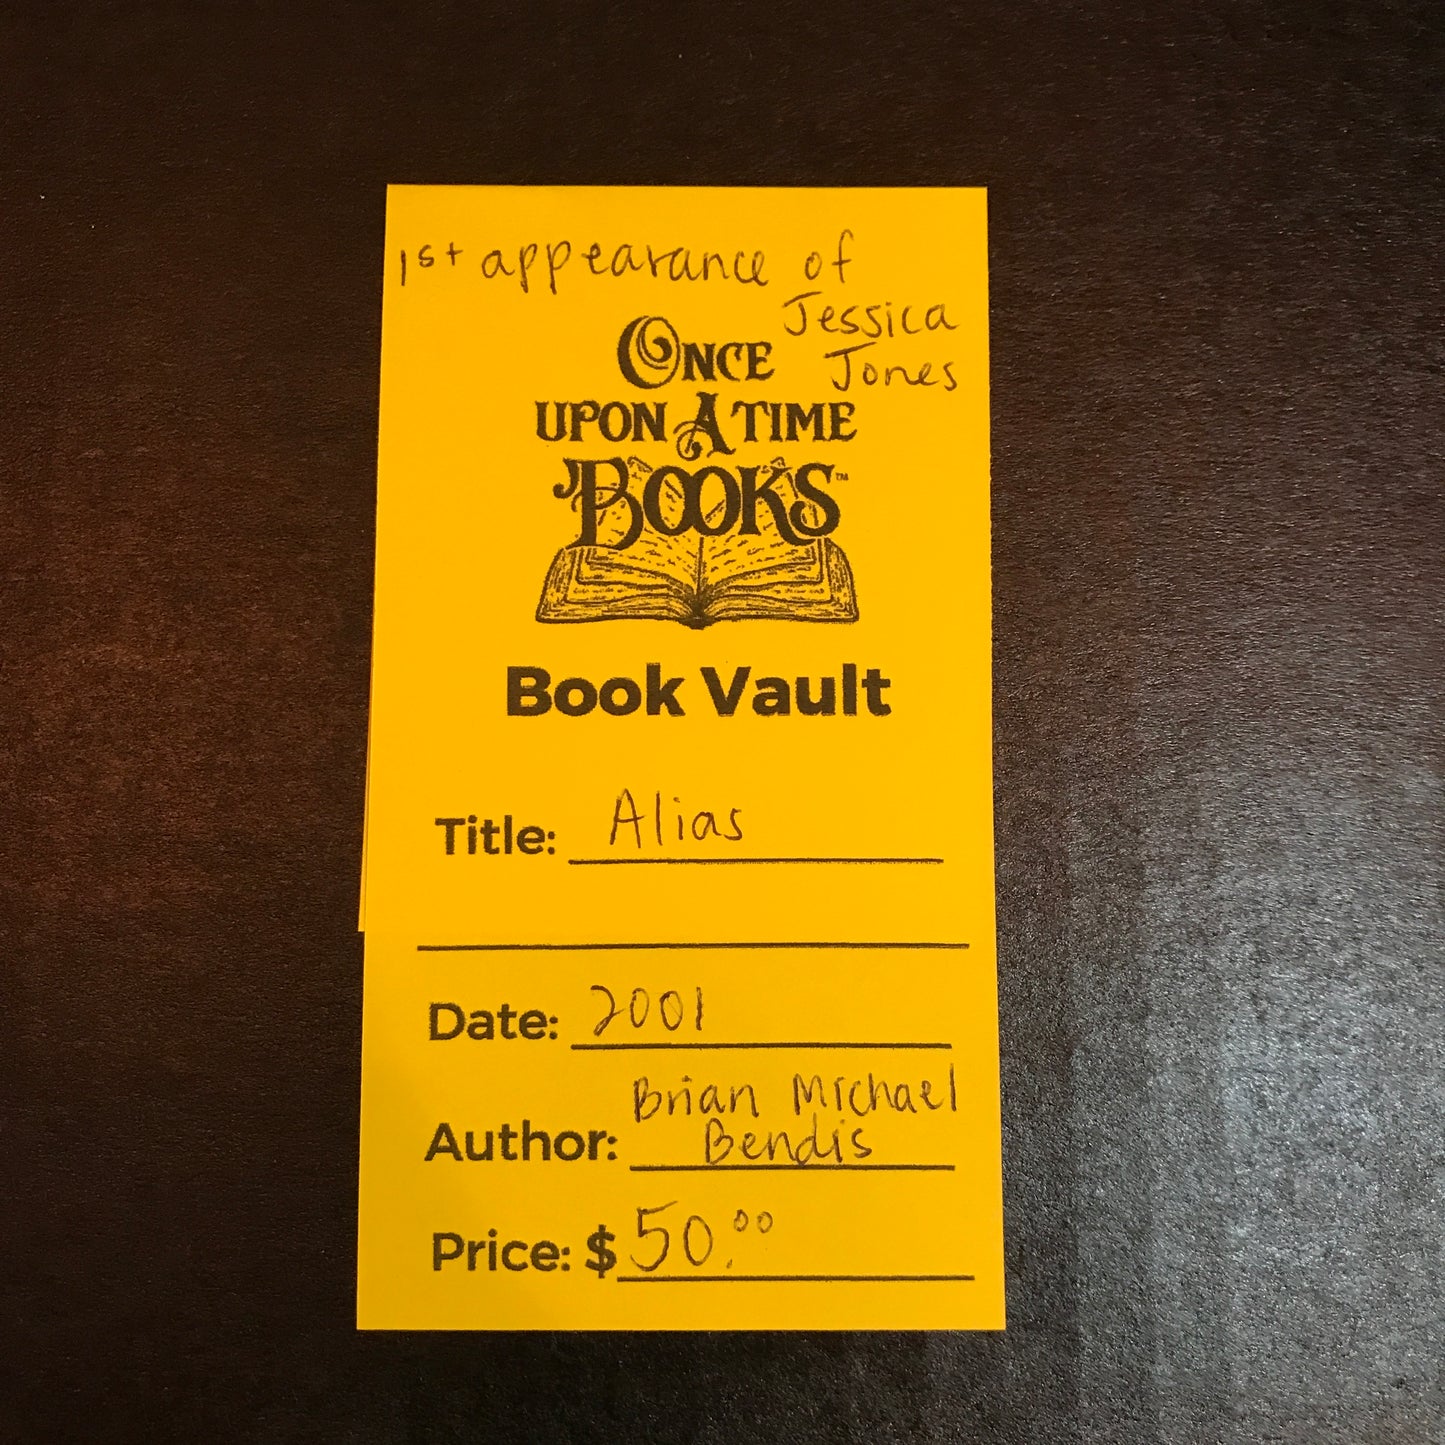 1st appearance of
Jessica
Jones
ONCE
UPON A TIME
BOOKS™
Book Vault
Title: Alias
Date: 2001
Author: Brian Michael
Bendis
Price: $50.00